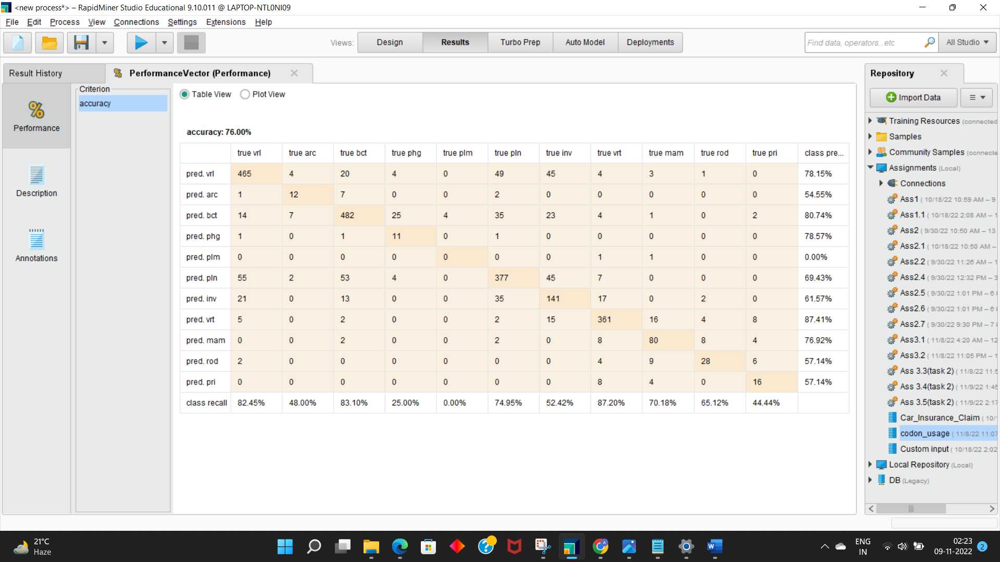 <new process*> – RapidMiner Studio Educational 9.10.011 @ LAPTOP-NTL0NI09
File Edit Process View Connections Settings Extensions Help
Views: Design Results Turbo Prep Auto Model Deployments
Find data, operators...etc All Studio
Result History PerformanceVector (Performance)
Repository
Criterion
accuracy
Performance
Description
Annotations
Table View Plot View
accuracy: 76.00%
true vrl true arc true bct true phg true plm true pln true inv true vrt true mam true rod true pri class pre...
pred. vrl 465 4 20 4 0 49 45 4 3 1 0 78.15%
pred. arc 1 12 7 0 0 2 0 0 0 0 0 54.55%
pred. bct 14 7 482 25 4 35 23 4 1 0 2 80.74%
pred. phg 1 0 1 11 0 1 0 0 0 0 0 78.57%
pred. plm 0 0 0 0 0 0 0 1 1 0 0 0.00%
pred. pln 55 2 53 4 0 377 45 7 0 0 0 69.43%
pred. inv 21 0 13 0 0 35 141 17 0 2 0 61.57%
pred. vrt 5 0 2 0 0 2 15 361 16 4 8 87.41%
pred. mam 0 0 2 0 0 2 0 8 80 8 4 76.92%
pred. rod 2 0 0 0 0 0 0 4 9 28 6 57.14%
pred. pri 0 0 0 0 0 0 0 8 4 0 16 57.14%
class recall 82.45% 48.00% 83.10% 25.00% 0.00% 74.95% 52.42% 87.20% 70.18% 65.12% 44.44%
Import Data
Training Resources (connected
Samples
Community Samples (connecte
Assignments (Local)
Connections
Ass1 ( 10/18/22 10:59 AM – 9
Ass1.1 ( 10/18/22 2:08 AM – 1
Ass2 ( 9/30/22 10:50 AM – 13
Ass2.1 ( 10/18/22 10:50 AM –
Ass2.2 ( 9/30/22 11:26 AM – 1
Ass2.4 ( 9/30/22 12:32 PM – 3
Ass2.5 ( 9/30/22 1:01 PM – 6
Ass2.6 ( 9/30/22 1:01 PM – 6
Ass2.7 ( 9/30/22 9:30 PM – 7
Ass3.1 ( 11/8/22 4:20 AM – 12
Ass3.2 ( 11/8/22 11:05 PM – 1
Ass 3.3(task 2) ( 11/8/22 11:5
Ass 3.4(task 2) ( 11/9/22 1:45
Ass 3.5(task 2) ( 11/9/22 2:17
Car_Insurance_Claim ( 10/
codon_usage ( 11/8/22 11:07
Custom input ( 10/18/22 2:02
Local Repository (Local)
DB (Legacy)
21°C
Haze
ENG
IN
02:23
09-11-2022
2